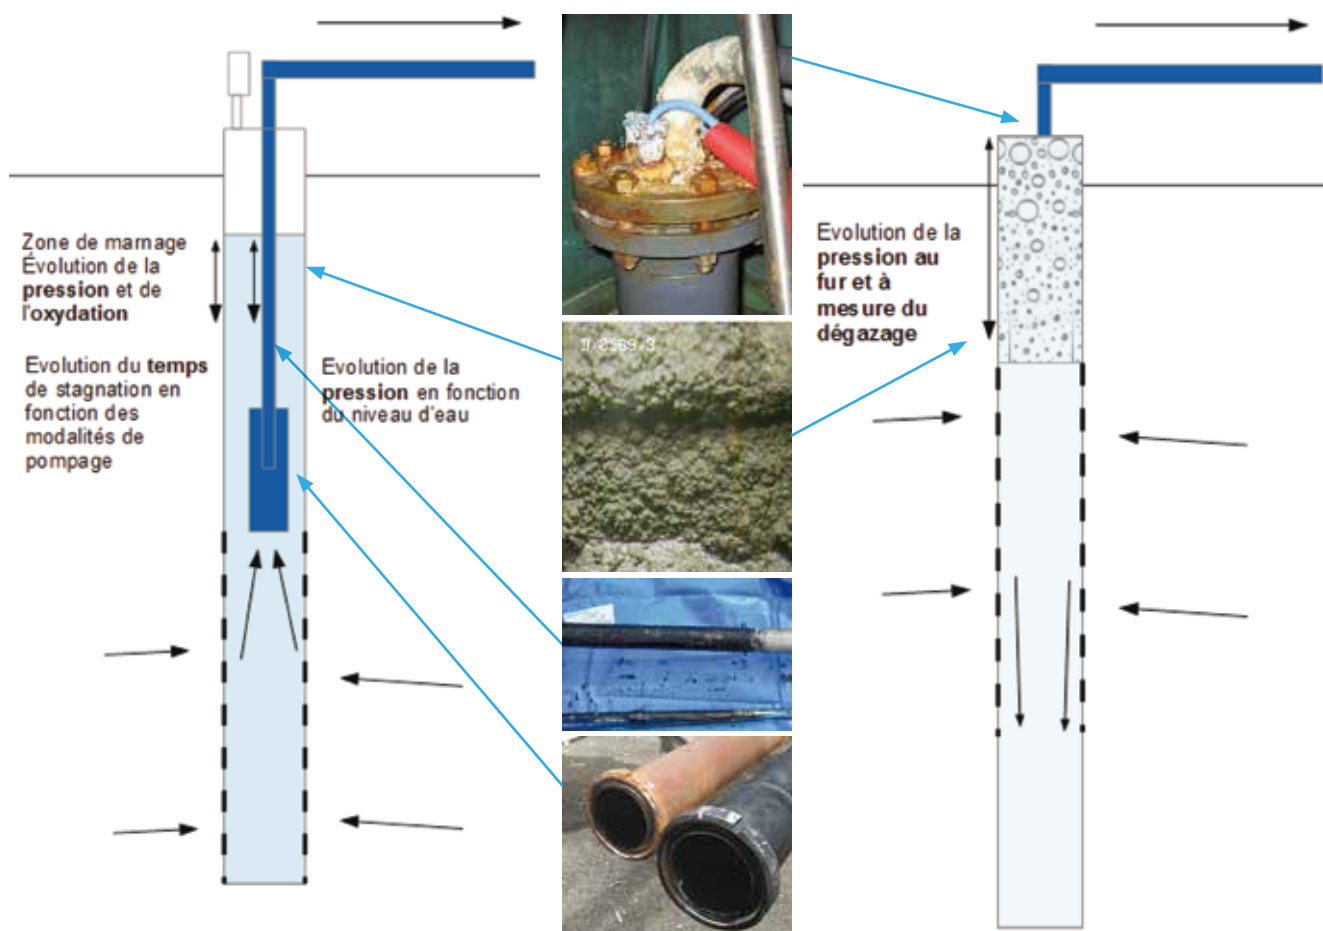 Zone de marnage
Évolution de la
pression et de
l'oxydation
Evolution du temps
de stagnation en
fonction des
modalités de
pompage
Evolution de la
pression en fonction
du niveau d'eau
Evolution de la
pression au
fur et à
mesure du
dégazage